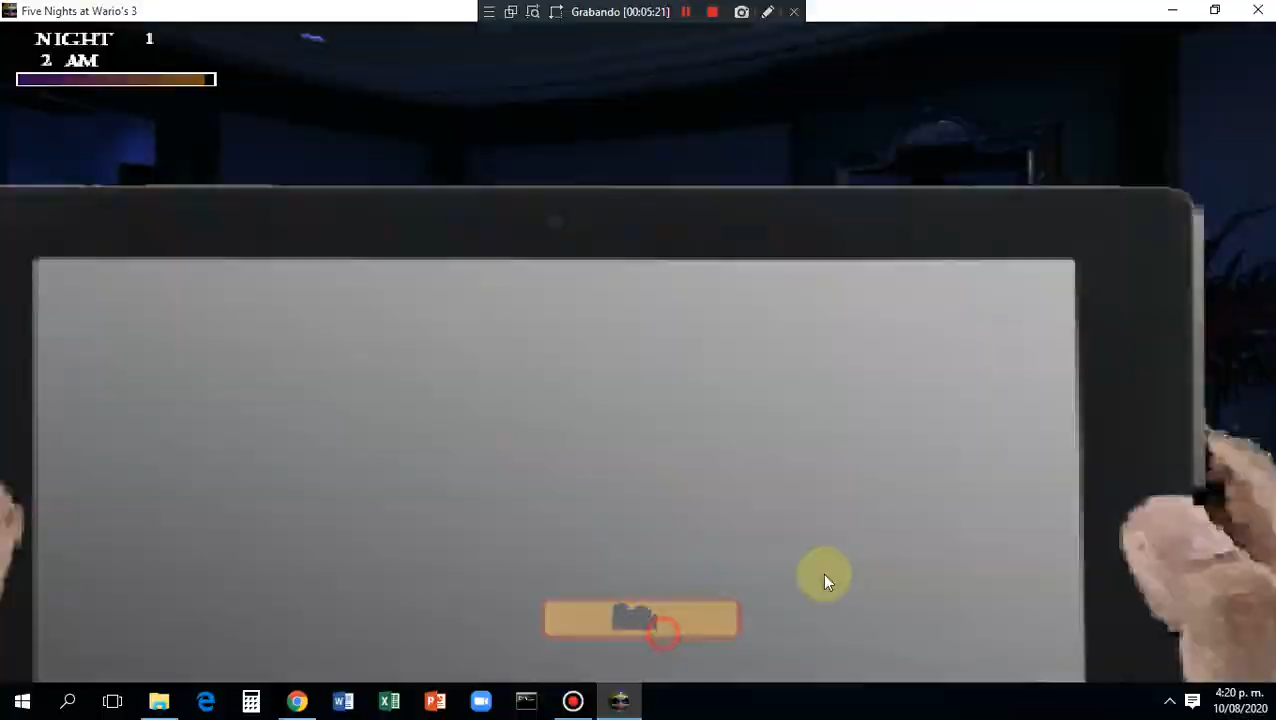 Five Nights at Wario's 3
Grabando [00:05:21]
NIGHT 1
2 AM
4:20 p. m.
10/08/2020